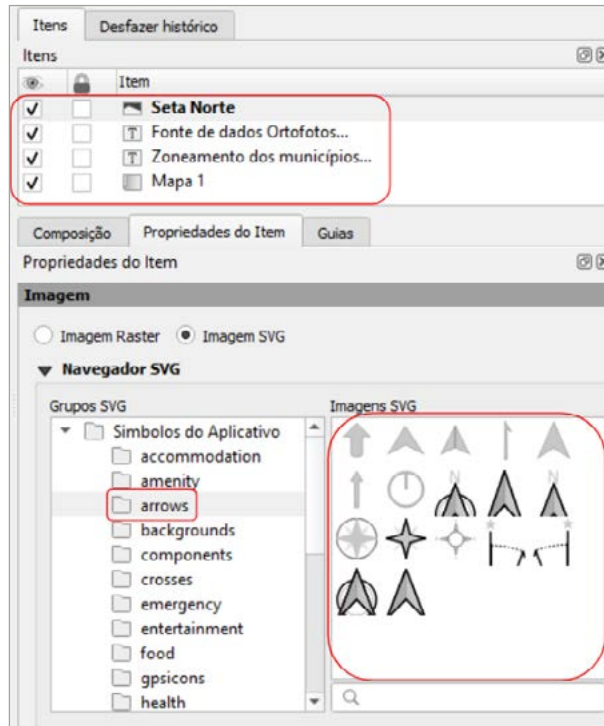 Itens Desfazer histórico
Itens
Item
Seta Norte
T Fonte de dados Ortofotos...
T Zoneamento dos municípios...
Mapa 1
Composição Propriedades do Item Guias
Propriedades do Item
Imagem
Imagem Raster Imagem SVG
Navegador SVG
Grupos SVG Imagens SVG
Simbolos do Aplicativo
accommodation
amenity
arrows
backgrounds
components
crosses
emergency
entertainment
food
gpsicons
health
N N